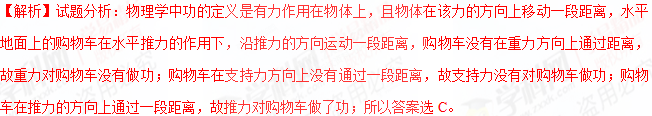 【解析】试题分析：物理学中功的定义是有力作用在物体上，且物体在该力的方向上移动一段距离，水平
地面上的购物车在水平推力的作用下，沿推力的方向运动一段距离，购物车没有在重力方向上通过距离，
故重力对购物车没有做功；购物车在支持力方向上没有通过一段距离，故支持力没有对购物车做功；购物
车在推力的方向上通过一段距离，故推力对购物车做了功；所以答案选 C。